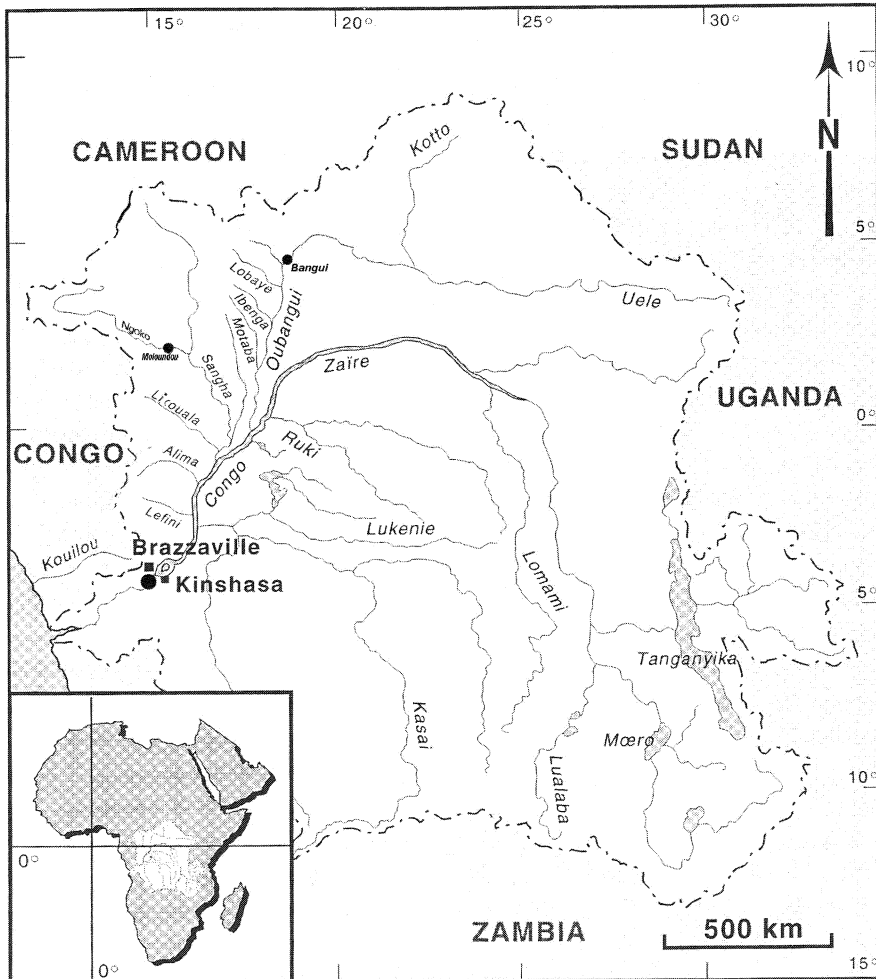 15°
20°
25°
30°
10°
CAMEROON
Kotto
SUDAN
N
5°
Bangui
Lobaye
Ibenga
Uele
Motaba
Oubangui
Ngoko
Moloundou
Sangha
Zaïre
Likouala
UGANDA
0°
CONGO
Alima
Congo
Ruki
Lefini
Lukenie
Kouilou
Brazzaville
Kinshasa
Lomami
5°
Tanganyika
Kasai
Mœro
Lualaba
10°
0°
0°
ZAMBIA
500 km
15°